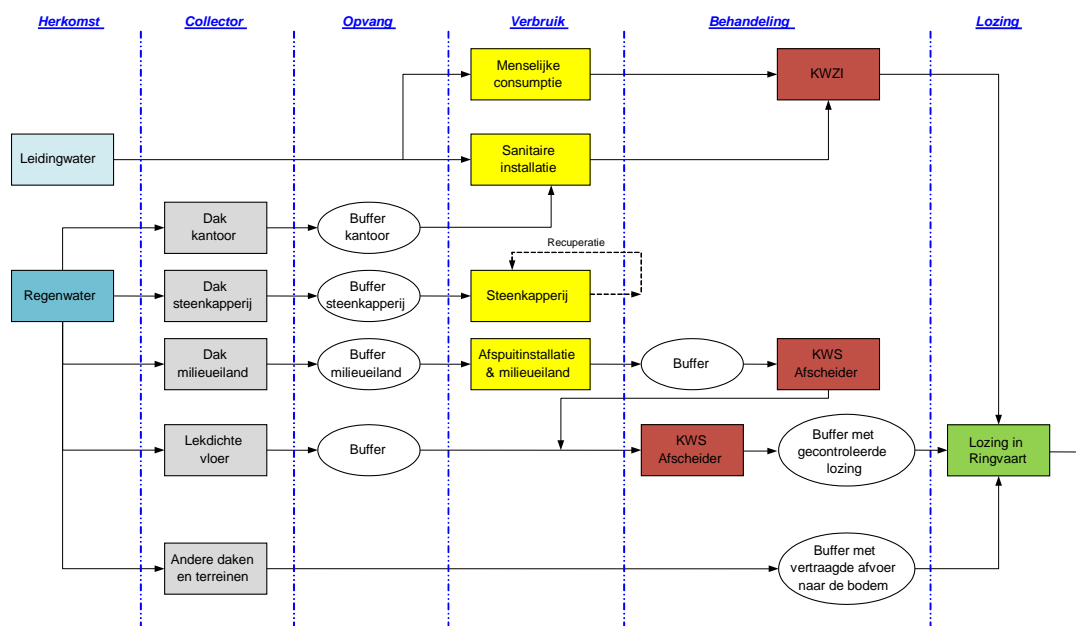 Herkomst
Collector
Opvang
Verbruik
Behandeling
Lozing
Menselijke
consumptie
KWZI
Leidingwater
Sanitaire
installatie
Dak
kantoor
Buffer
kantoor
Recuperatie
Regenwater
Dak
steenkapperij
Buffer
steenkapperij
Steenkapperij
Dak
milieueiland
Buffer
milieueiland
Afspuitinstallatie
& milieueiland
Buffer
KWS
Afscheider
Lekdichte
vloer
Buffer
KWS
Afscheider
Buffer met
gecontroleerde
lozing
Lozing in
Ringvaart
Andere daken
en terreinen
Buffer met
vertraagde afvoer
naar de bodem